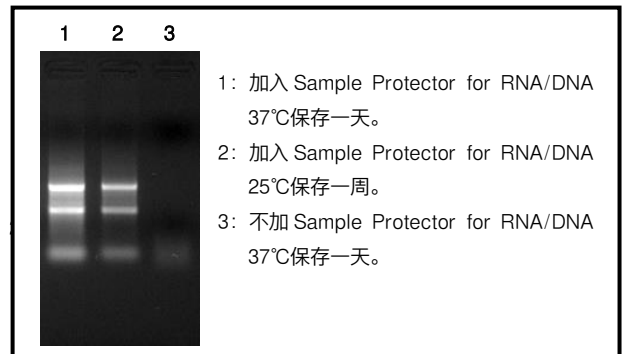 1 2 3
1: 加入 Sample Protector for RNA/DNA
37℃保存一天。
2: 加入 Sample Protector for RNA/DNA
25℃保存一周。
3: 不加 Sample Protector for RNA/DNA
37℃保存一天。